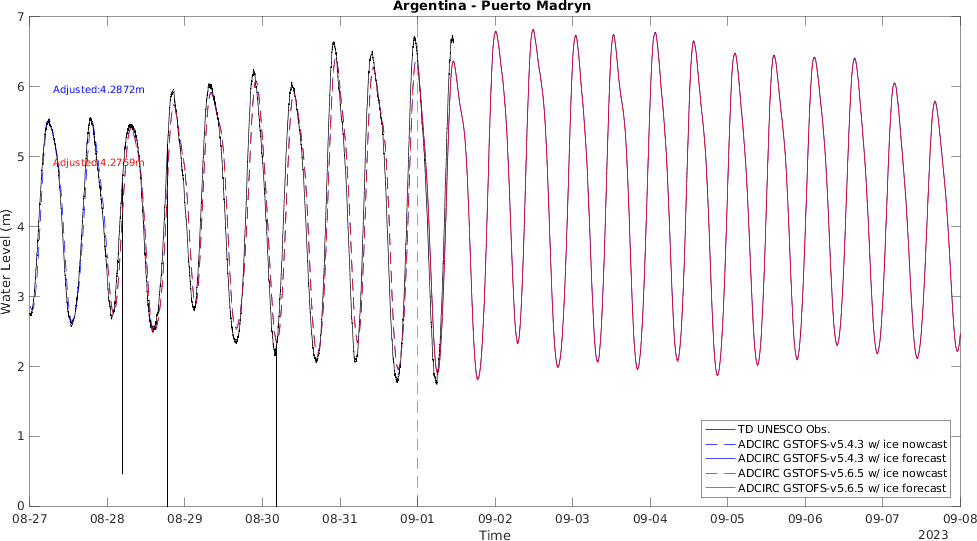 Argentina - Puerto Madryn
7
6
5
4
3
2
1
0
Water Level (m)
Adjusted:4.2872m
Adjusted:4.2759m
TD UNESCO Obs.
ADCIRC GSTOFS-v5.4.3 w/ ice nowcast
ADCIRC GSTOFS-v5.4.3 w/ ice forecast
ADCIRC GSTOFS-v5.6.5 w/ ice nowcast
ADCIRC GSTOFS-v5.6.5 w/ ice forecast
08-27 08-28 08-29 08-30 08-31 09-01 09-02 09-03 09-04 09-05 09-06 09-07 09-08
Time
2023